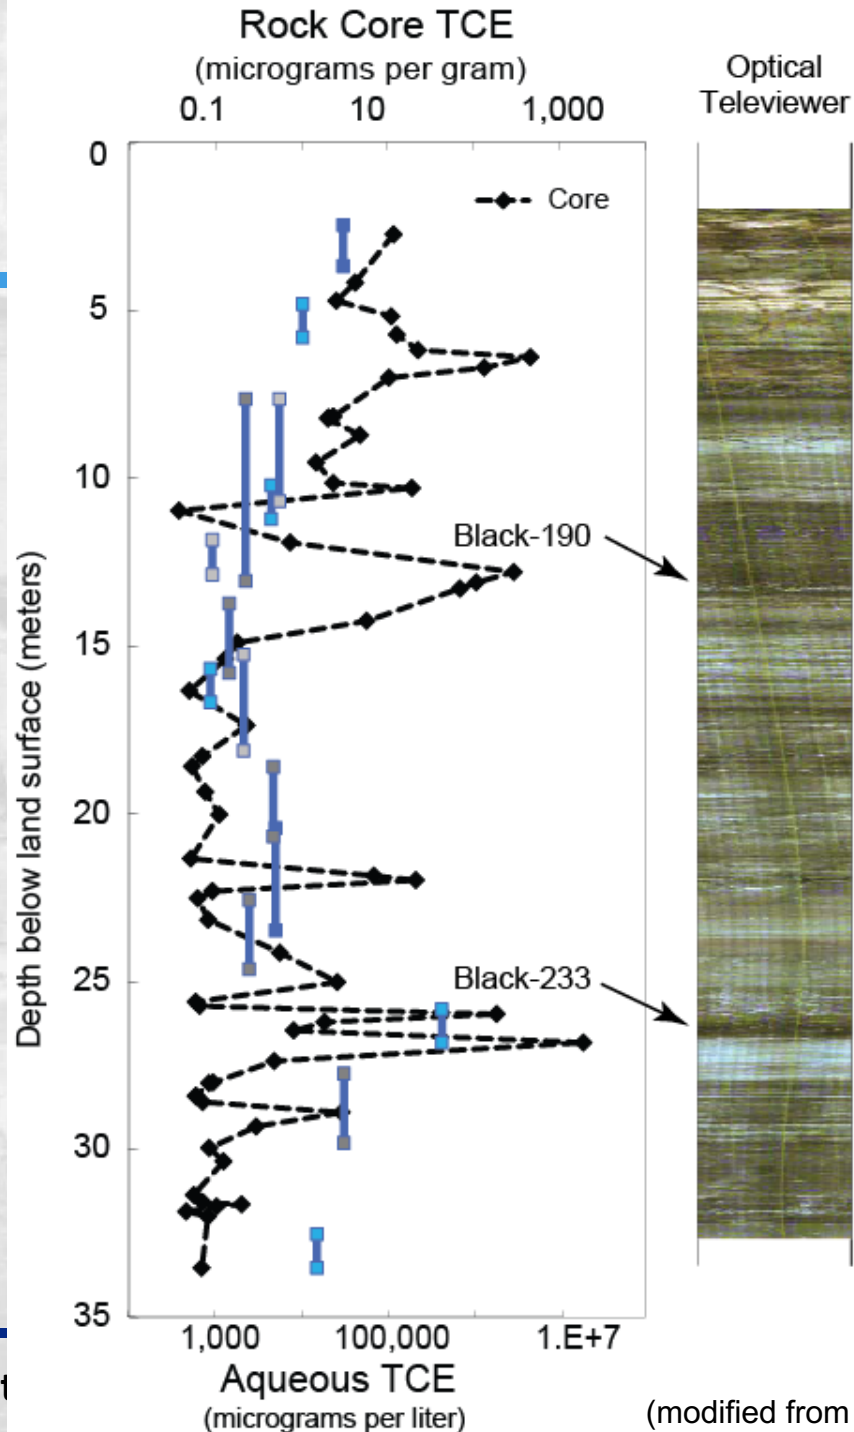 Rock Core TCE
(micrograms per gram)
0.1 10 1,000
Optical
Televiewer
0
Core
5
10
Black-190
15
Depth below land surface (meters)
20
25
Black-233
30
35
1,000 100,000 1.E+7
Aqueous TCE
(micrograms per liter)
(modified from